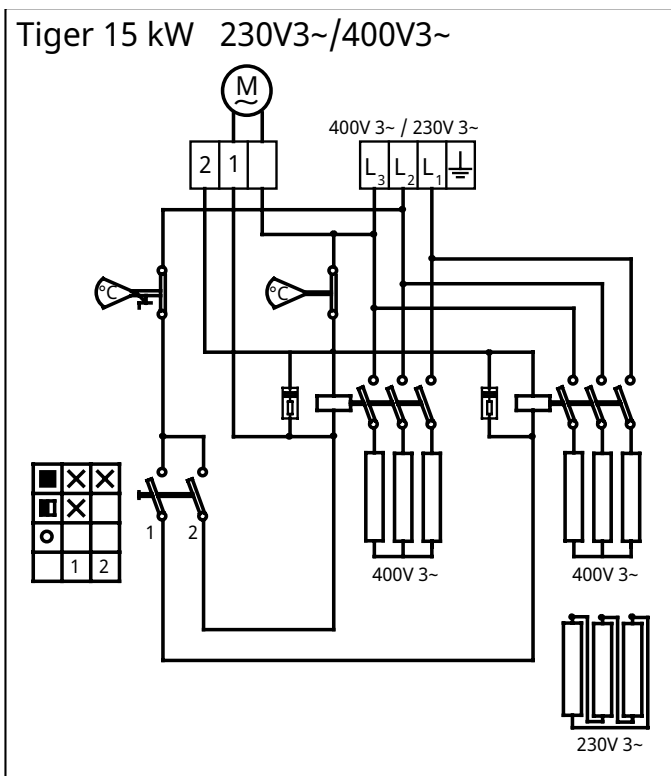 Tiger 15 kW 230V3~/400V3~
M
~
400V 3~ / 230V 3~
2 1
L3 L2 L1
°C °C
1 2
1 2
400V 3~ 400V 3~
230V 3~